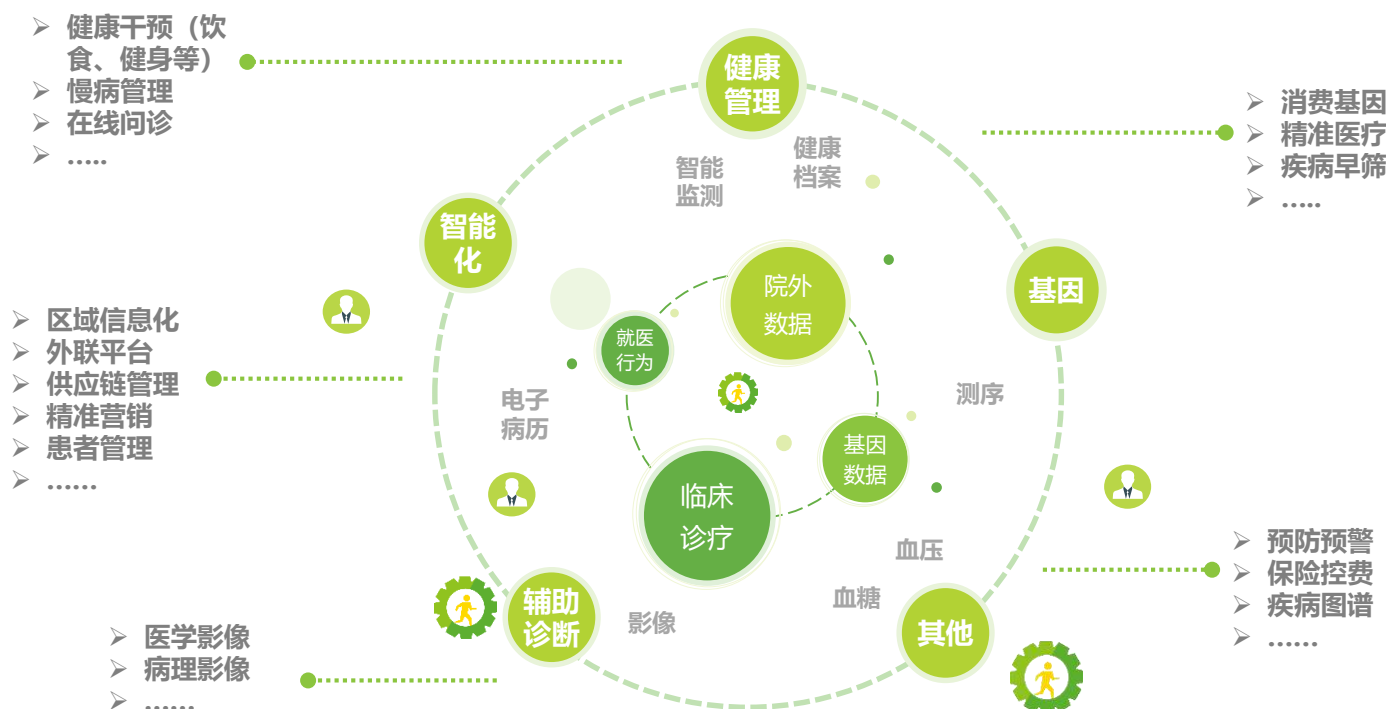 ➢ 健康干预（饮
食、健身等）
➢ 慢病管理
➢ 在线问诊
➢ …..
健康
管理
➢ 消费基因
➢ 精准医疗
➢ 疾病早筛
➢ …..
智能
监测
健康
档案
智能
化
基因
院外
数据
就医
行为
➢ 区域信息化
➢ 外联平台
➢ 供应链管理
➢ 精准营销
➢ 患者管理
➢ ……
电子
病历
测序
基因
数据
临床
诊疗
血压
血糖
影像
辅助
诊断
其他
➢ 预防预警
➢ 保险控费
➢ 疾病图谱
➢ ……
➢ 医学影像
➢ 病理影像
➢ ……